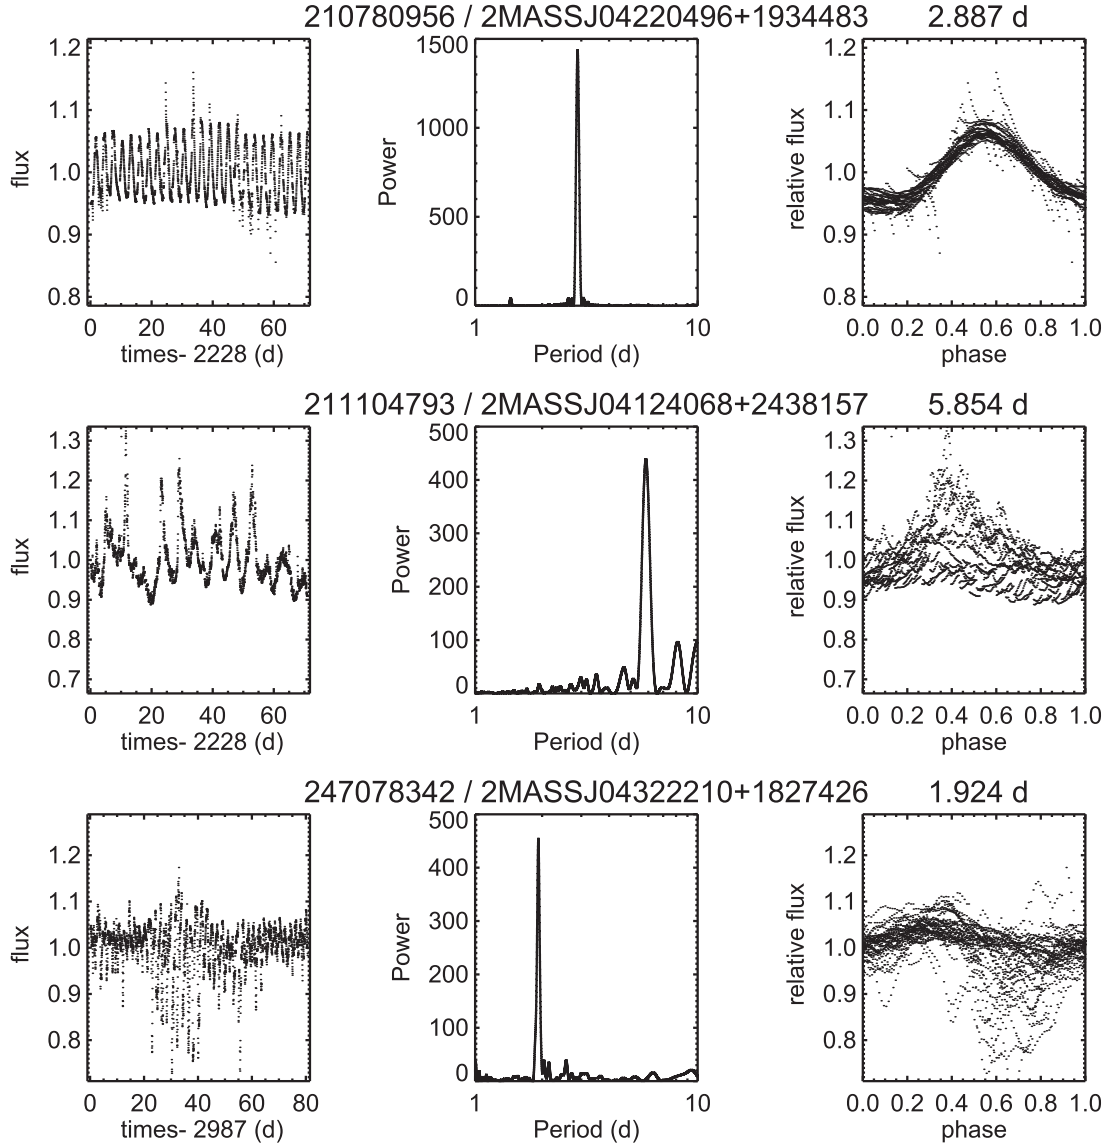 210780956 / 2MASSJ04220496+1934483 2.887 d
1.2
1.1
1.0
0.9
0.8
flux
0 20 40 60
times- 2228 (d)
1500
1000
500
0
Power
1 10
Period (d)
1.2
1.1
1.0
0.9
0.8
relative flux
0.0 0.2 0.4 0.6 0.8 1.0
phase
211104793 / 2MASSJ04124068+2438157 5.854 d
1.3
1.2
1.1
1.0
0.9
0.8
0.7
flux
0 20 40 60
times- 2228 (d)
500
400
300
200
100
0
Power
1 10
Period (d)
1.3
1.2
1.1
1.0
0.9
0.8
0.7
relative flux
0.0 0.2 0.4 0.6 0.8 1.0
phase
247078342 / 2MASSJ04322210+1827426 1.924 d
1.2
1.1
1.0
0.9
0.8
flux
0 20 40 60 80
times- 2987 (d)
500
400
300
200
100
0
Power
1 10
Period (d)
1.2
1.1
1.0
0.9
0.8
relative flux
0.0 0.2 0.4 0.6 0.8 1.0
phase